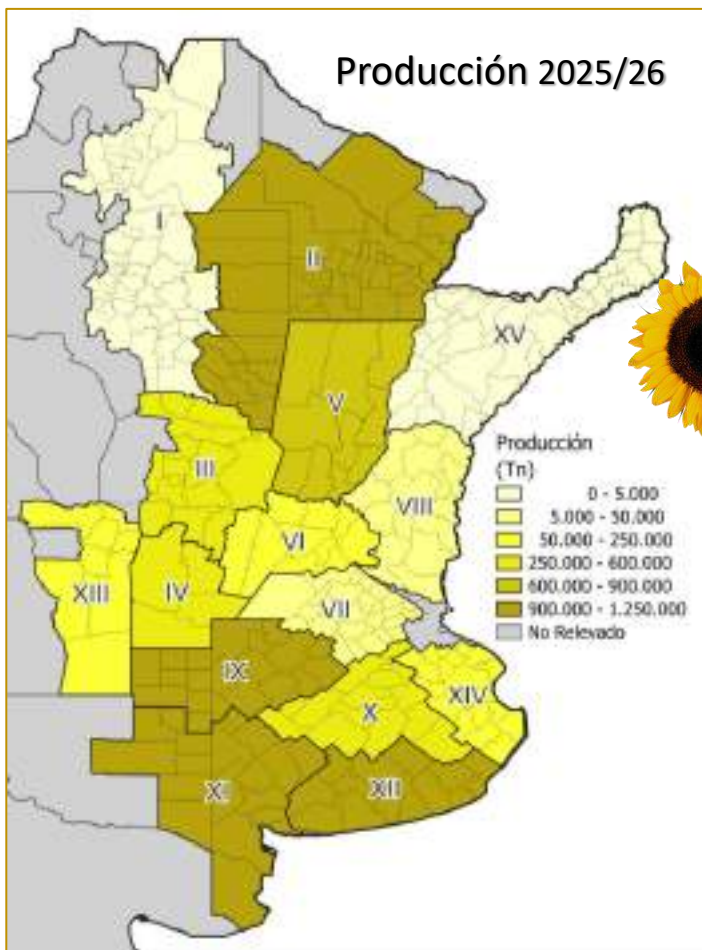 Producción 2025/26
I
II
XV
V
III
Producción
(Tn)
0 - 5.000
5.000 - 50.000
50.000 - 250.000
250.000 - 600.000
600.000 - 900.000
900.000 - 1.250.000
No Relevado
VIII
VI
XIII
IV
VII
IX
XIV
X
XI
XII